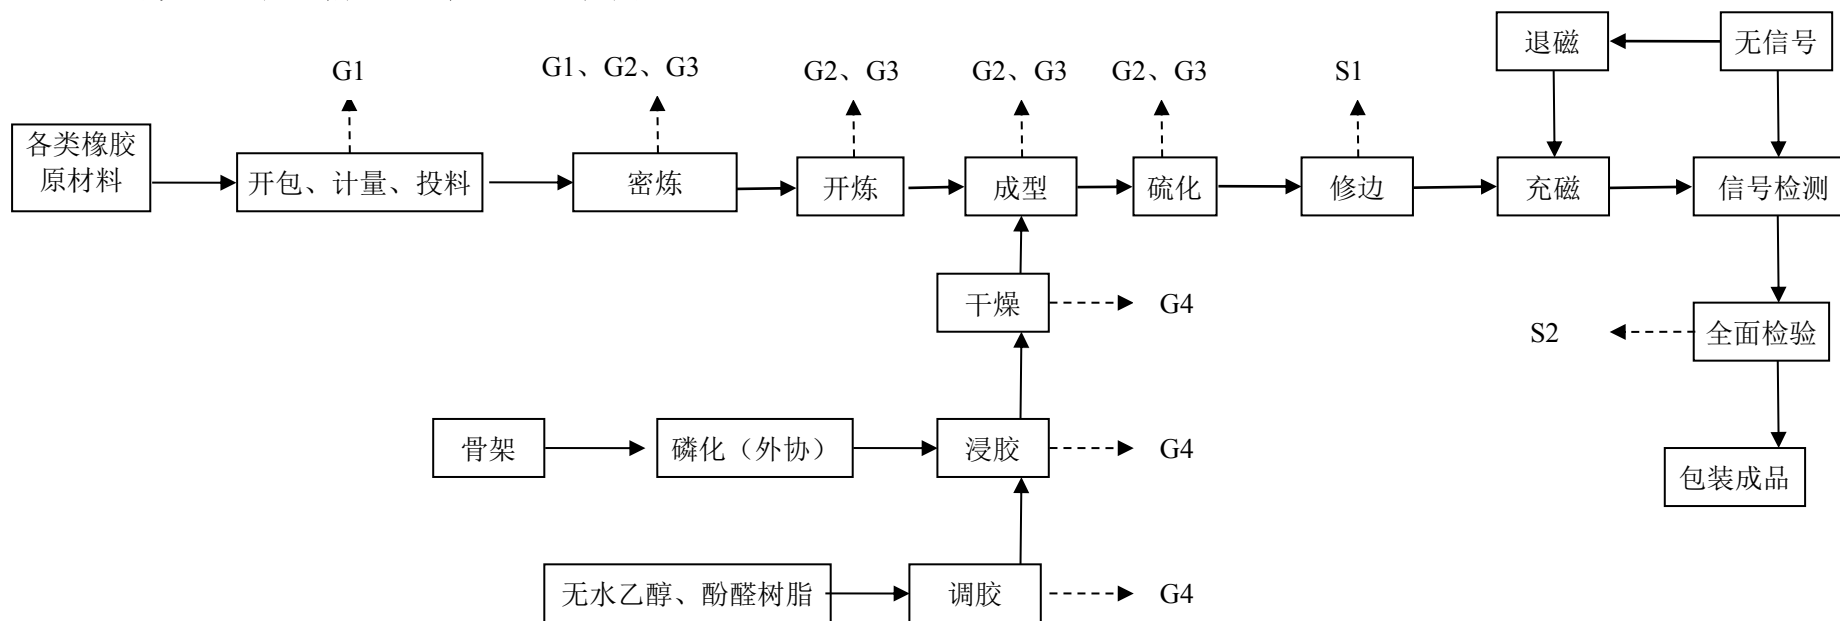 退磁
无信号
G1
G1、G2、G3
G2、G3
G2、G3
G2、G3
S1
各类橡胶
原材料
开包、计量、投料
密炼
开炼
成型
硫化
修边
充磁
信号检测
干燥
G4
S2
全面检验
骨架
磷化（外协）
浸胶
G4
包装成品
无水乙醇、酚醛树脂
调胶
G4